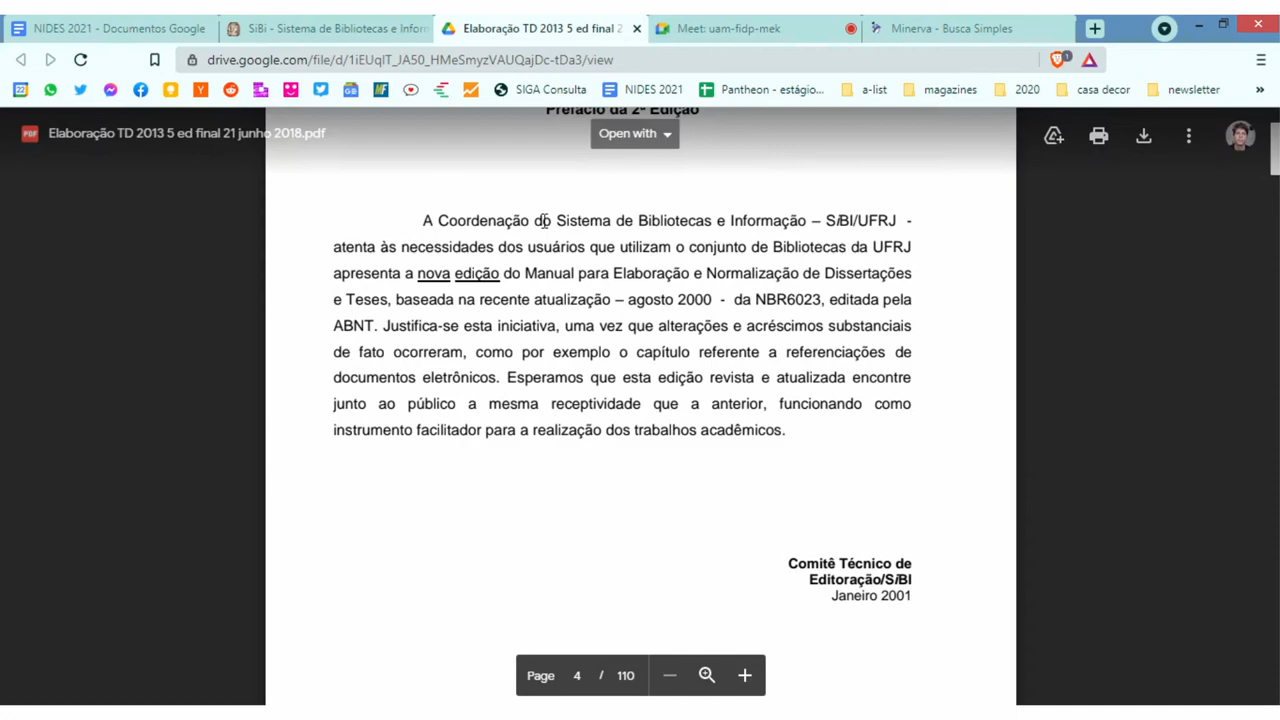 NIDES 2021 - Documentos Google
SiBi - Sistema de Bibliotecas e Inform
Elaboração TD 2013 5 ed final 2
Meet: uam-fidp-mek
Minerva - Busca Simples
drive.google.com/file/d/1iEUqIT_JA50_HMeSmyzVAUQajDc-tDa3/view
SIGA Consulta
NIDES 2021
Pantheon - estágio...
a-list
magazines
2020
casa decor
newsletter
»
Prefácio da 2ª Edição
PDF Elaboração TD 2013 5 ed final 21 junho 2018.pdf
Open with
A Coordenação do Sistema de Bibliotecas e Informação – SiBI/UFRJ -
atenta às necessidades dos usuários que utilizam o conjunto de Bibliotecas da UFRJ
apresenta a nova edição do Manual para Elaboração e Normalização de Dissertações
e Teses, baseada na recente atualização – agosto 2000 - da NBR6023, editada pela
ABNT. Justifica-se esta iniciativa, uma vez que alterações e acréscimos substanciais
de fato ocorreram, como por exemplo o capítulo referente a referenciações de
documentos eletrônicos. Esperamos que esta edição revista e atualizada encontre
junto ao público a mesma receptividade que a anterior, funcionando como
instrumento facilitador para a realização dos trabalhos acadêmicos.
Comitê Técnico de
Editoração/SiBI
Janeiro 2001
Page 4 / 110